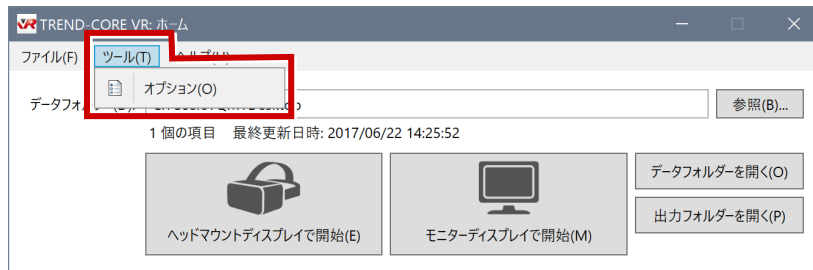 VR TREND-CORE VR: ホーム
ファイル(F) ツール(T)
オプション(O)
参照(B)...
1 個の項目 最終更新日時: 2017/06/22 14:25:52
データフォルダーを開く(O)
出力フォルダーを開く(P)
ヘッドマウントディスプレイで開始(E)
モニターディスプレイで開始(M)